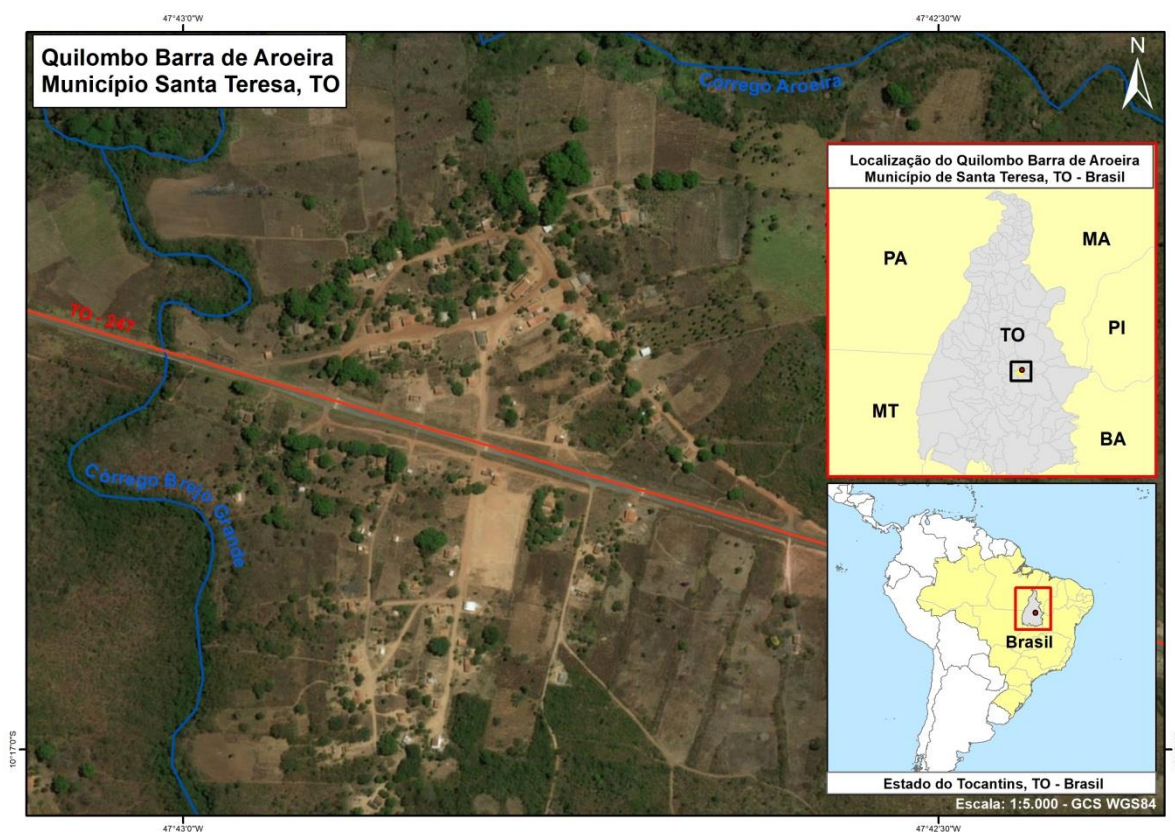 47°43'0"W
47°42'30"W
Quilombo Barra de Aroeira
Município Santa Teresa, TO
Córrego Aroeira
N
Localização do Quilombo Barra de Aroeira
Município de Santa Teresa, TO - Brasil
PA
MA
TO
PI
MT
BA
TO - 247
Córrego Brejo Grande
Brasil
10°17'0"S
Estado do Tocantins, TO - Brasil
Escala: 1:5.000 - GCS WGS84
47°43'0"W
47°42'30"W